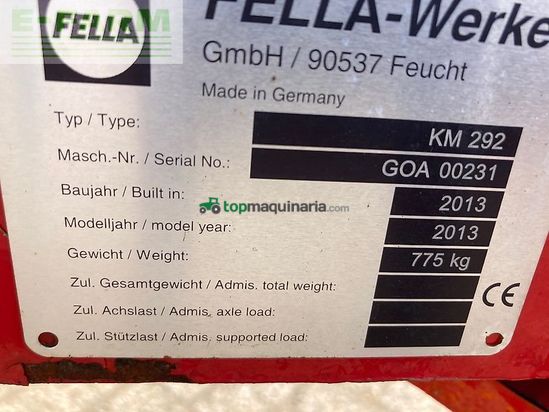 FELLA
FELLA-Werke
GmbH / 90537 Feucht
Made in Germany
Typ / Type: KM 292
Masch.-Nr. / Serial No.: GOA 00231
Baujahr / Built in: 2013
topmaquinaria.com
Modelljahr / model year: 2013
Gewicht / Weight: 775 kg
Zul. Gesamtgewicht / Admis. total weight:
Zul. Achslast / Admis. axle load:
CE
Zul. Stützlast / Admis. supported load: